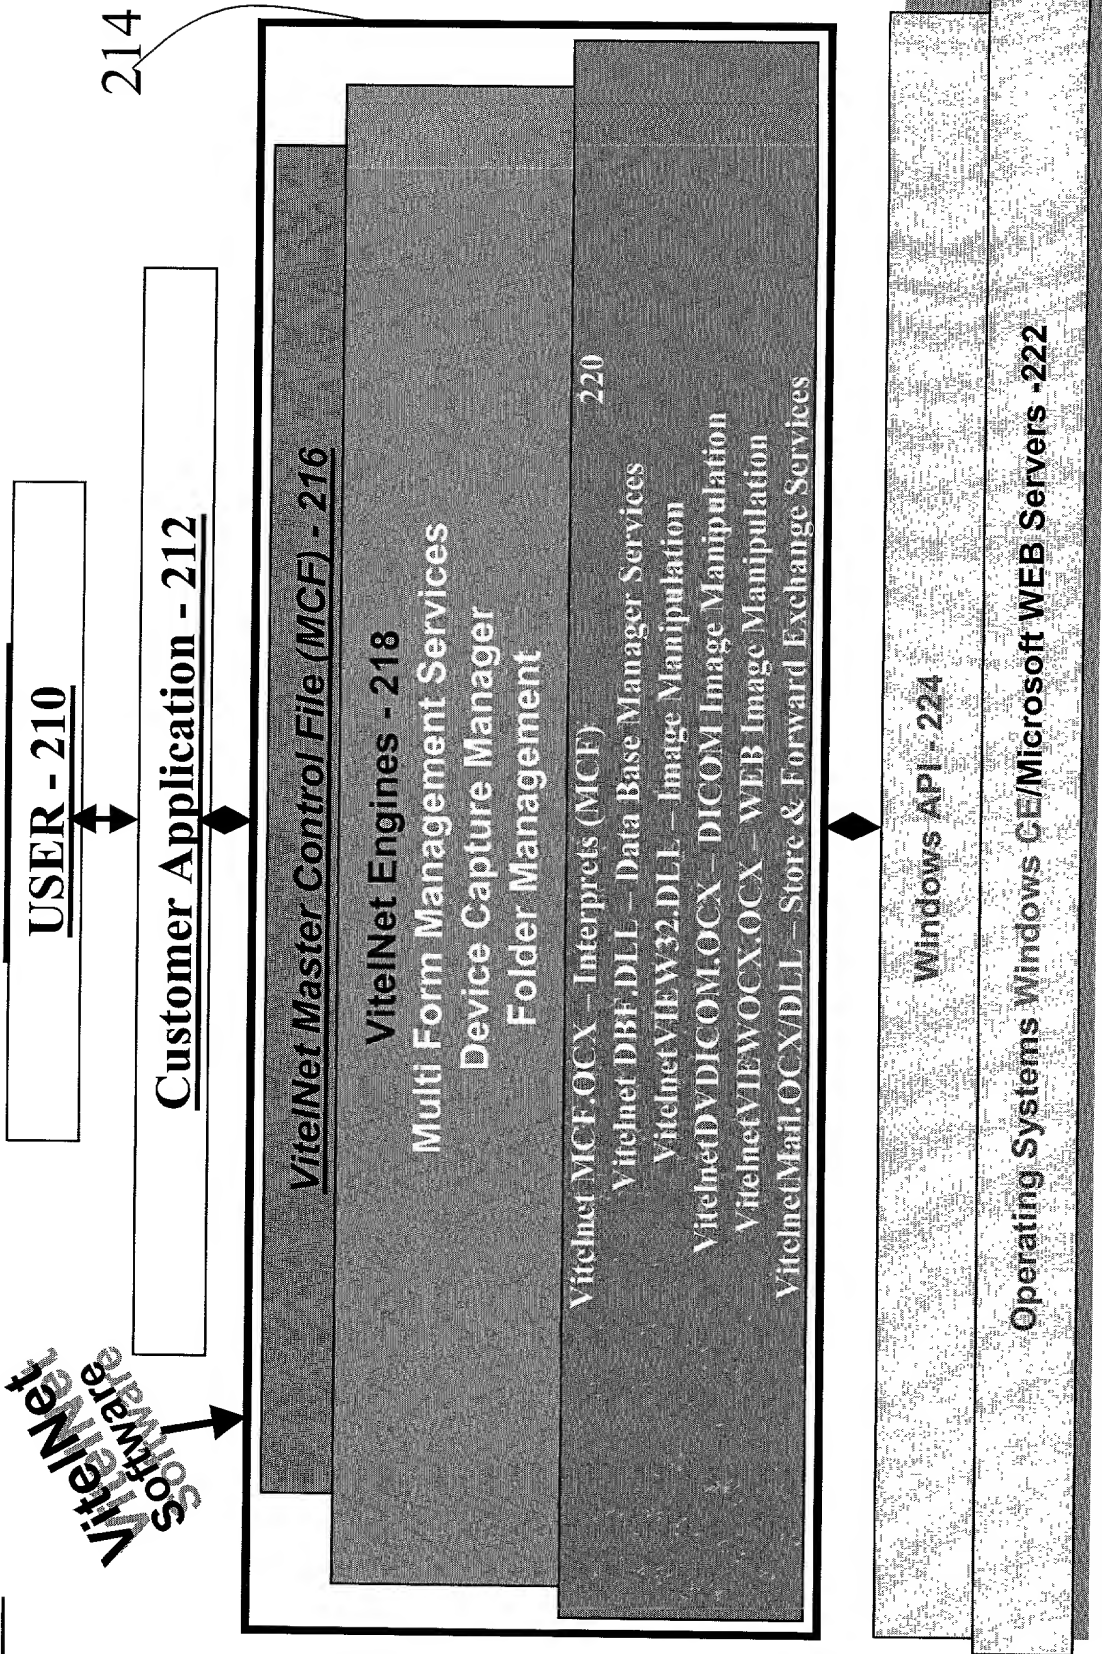 214
VitelNet
Software
USER - 210
Customer Application - 212
VitelNet Master Control File (MCF) - 216
VitelNet Engines - 218
Multi Form Management Services
Device Capture Manager
Folder Management
Vitelnet MCF.OCX – Interprets (MCF) 220
Vitelnet DBF.DLL – Data Base Manager Services
VitelnetVIEW32.DLL – Image Manipulation
VitelnetDVDICOM.OCX – DICOM Image Manipulation
VitelnetVIEWOCX.OCX – WEB Image Manipulation
VitelnetMail.OCX/DLL – Store & Forward Exchange Services
Windows API - 224
Operating Systems Windows CE/Microsoft WEB Servers -222